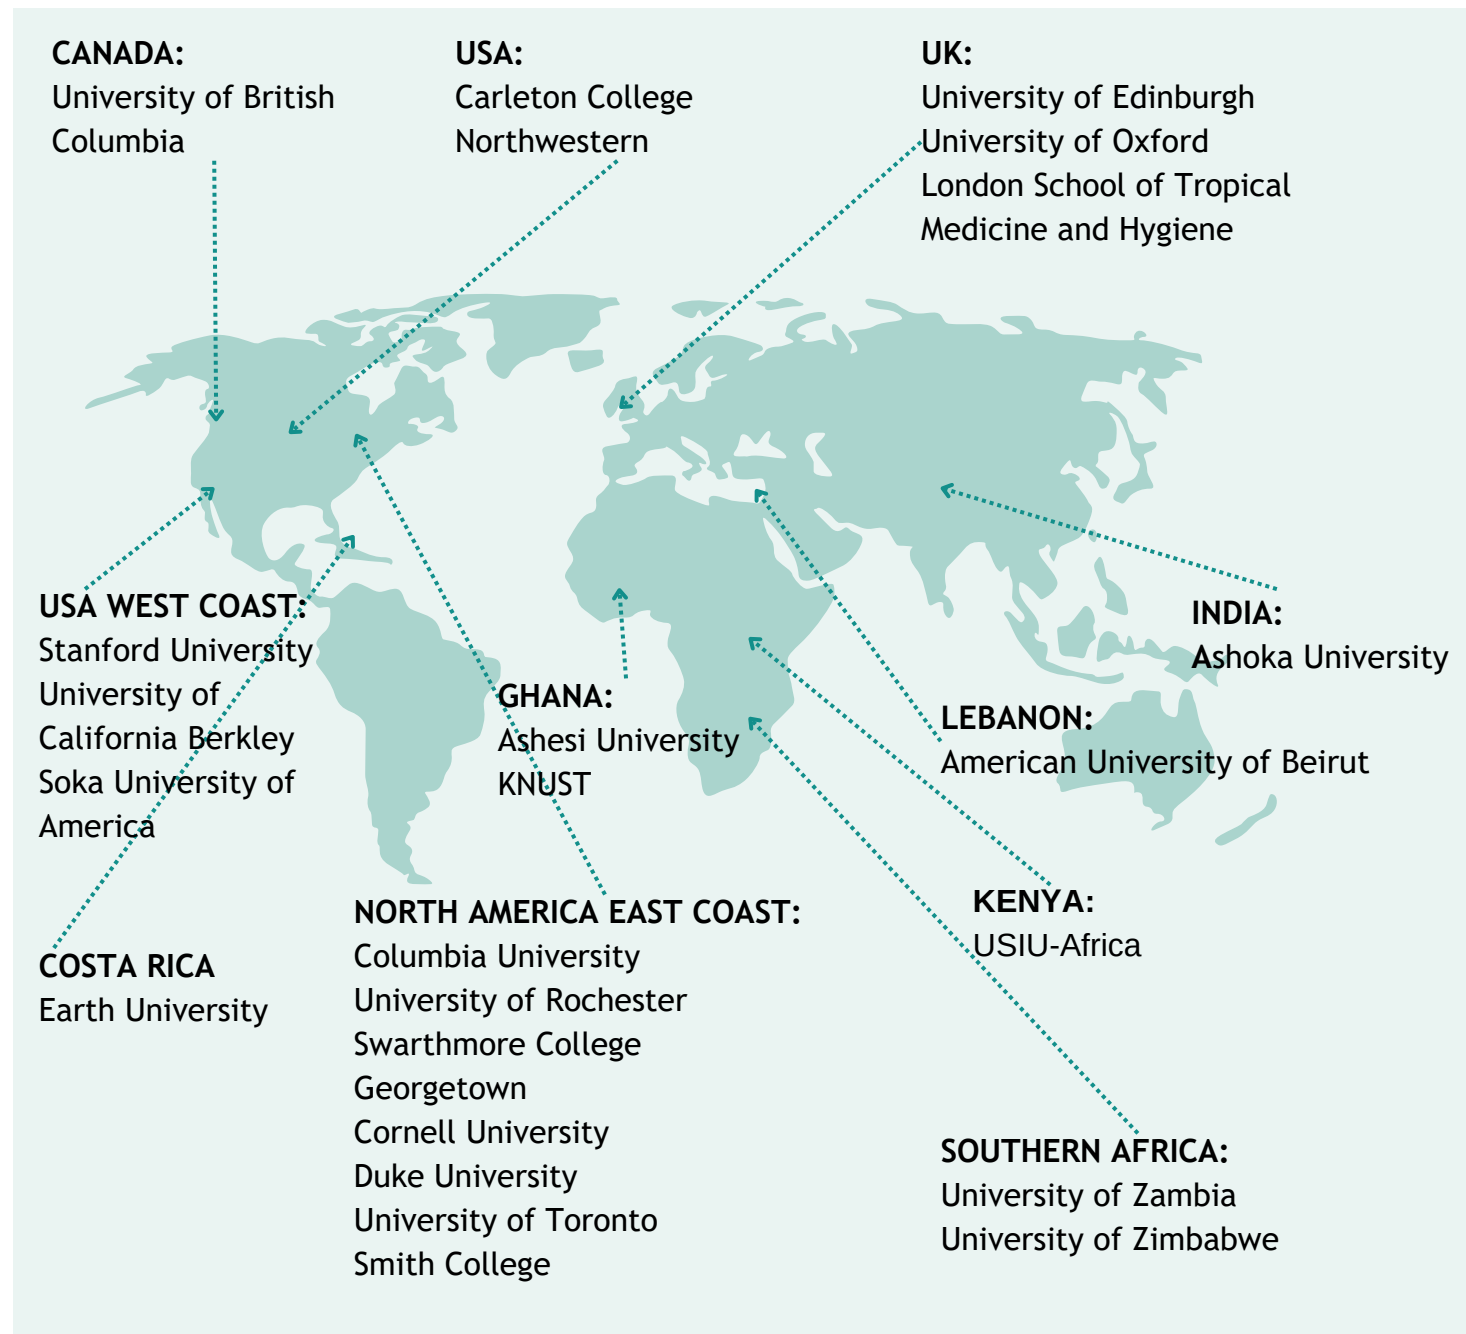 CANADA:
University of British
Columbia
USA:
Carleton College
Northwestern
UK:
University of Edinburgh
University of Oxford
London School of Tropical
Medicine and Hygiene
USA WEST COAST:
Stanford University
University of
California Berkley
Soka University of
America
GHANA:
Ashesi University
KNUST
INDIA:
Ashoka University
LEBANON:
American University of Beirut
KENYA:
USIU-Africa
COSTA RICA
Earth University
NORTH AMERICA EAST COAST:
Columbia University
University of Rochester
Swarthmore College
Georgetown
Cornell University
Duke University
University of Toronto
Smith College
SOUTHERN AFRICA:
University of Zambia
University of Zimbabwe